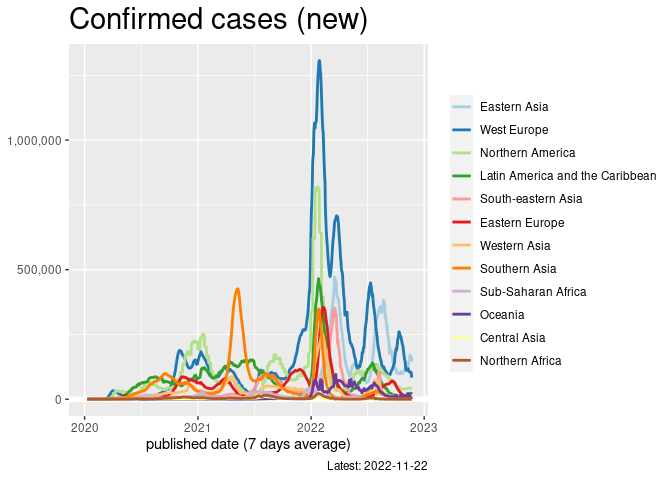 Confirmed cases (new)
1,000,000
500,000
0
2020
2021
2022
2023
published date (7 days average)
Latest: 2022-11-22
Eastern Asia
West Europe
Northern America
Latin America and the Caribbean
South-eastern Asia
Eastern Europe
Western Asia
Southern Asia
Sub-Saharan Africa
Oceania
Central Asia
Northern Africa